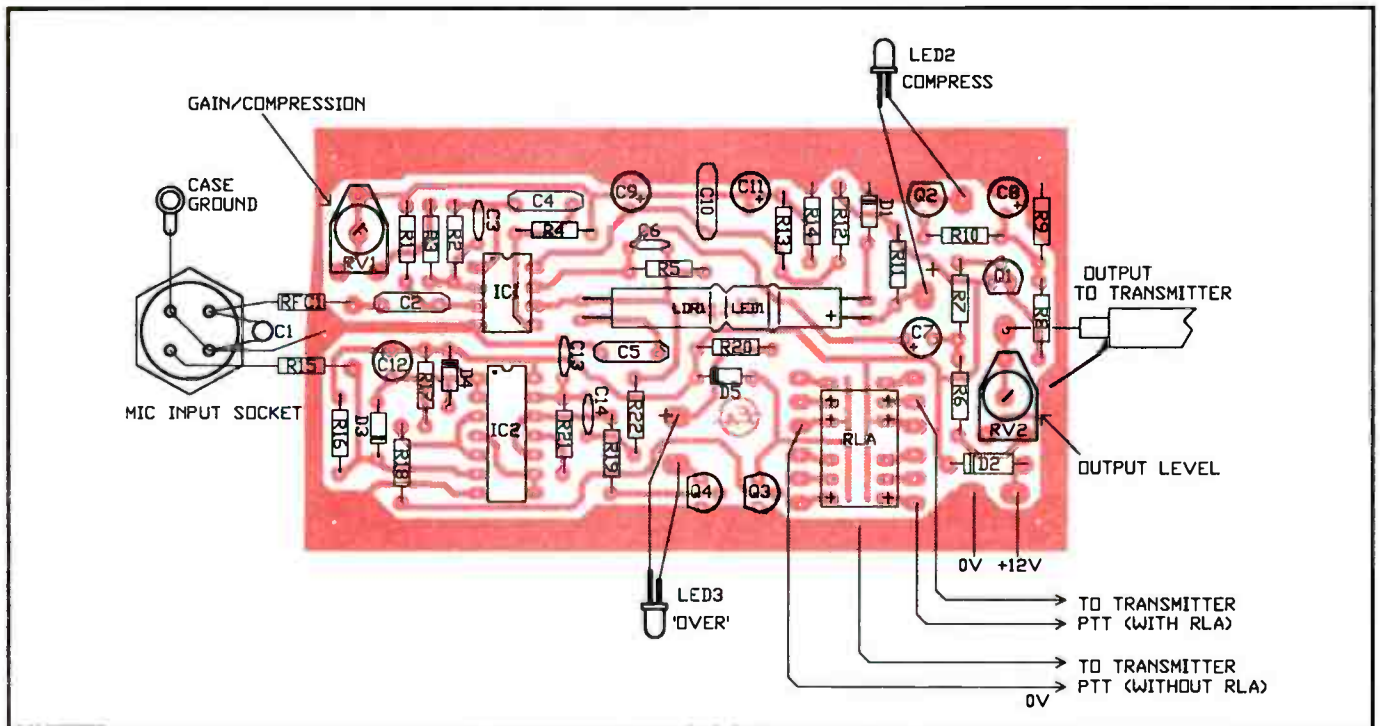 LED2
COMPRESS
GAIN/COMPRESSION
CASE
GROUND
C9
+
C10
C11
+
Q2
C8
+
C4
C3
R1
R3
R2
R4
R13
R14
R12
D1
R9
RV1
C6
R10
R11
+
Q1
R5
IC1
OUTPUT
TO TRANSMITTER
RFC1
C2
LDR1
LED1
+
R7
R8
C1
C7
+
R15
C12
C13
C5
R20
R17
D4
D5
R6
MIC INPUT SOCKET
R16
D3
IC2
R21
C14
R22
+
RLA
+
+
RV2
R18
R19
D2
OUTPUT LEVEL
Q4
Q3
+
+
0V
+12V
LED3
'OVER'
TO TRANSMITTER
PTT (WITH RLA)
TO TRANSMITTER
PTT (WITHOUT RLA)
0V